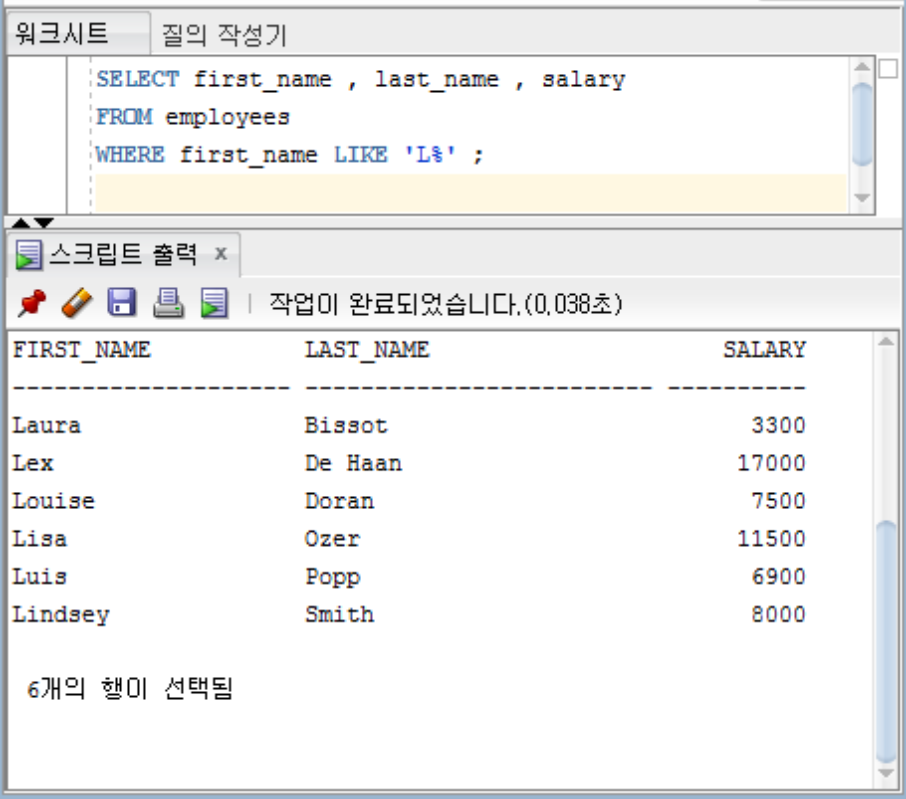 워크시트 질의 작성기
SELECT first_name , last_name , salary
FROM employees
WHERE first_name LIKE 'L%' ;
스크립트 출력 x
작업이 완료되었습니다.(0.038초)
FIRST_NAME LAST_NAME SALARY
-------------------- ------------------------- ----------
Laura Bissot 3300
Lex De Haan 17000
Louise Doran 7500
Lisa Ozer 11500
Luis Popp 6900
Lindsey Smith 8000
6개의 행이 선택됨